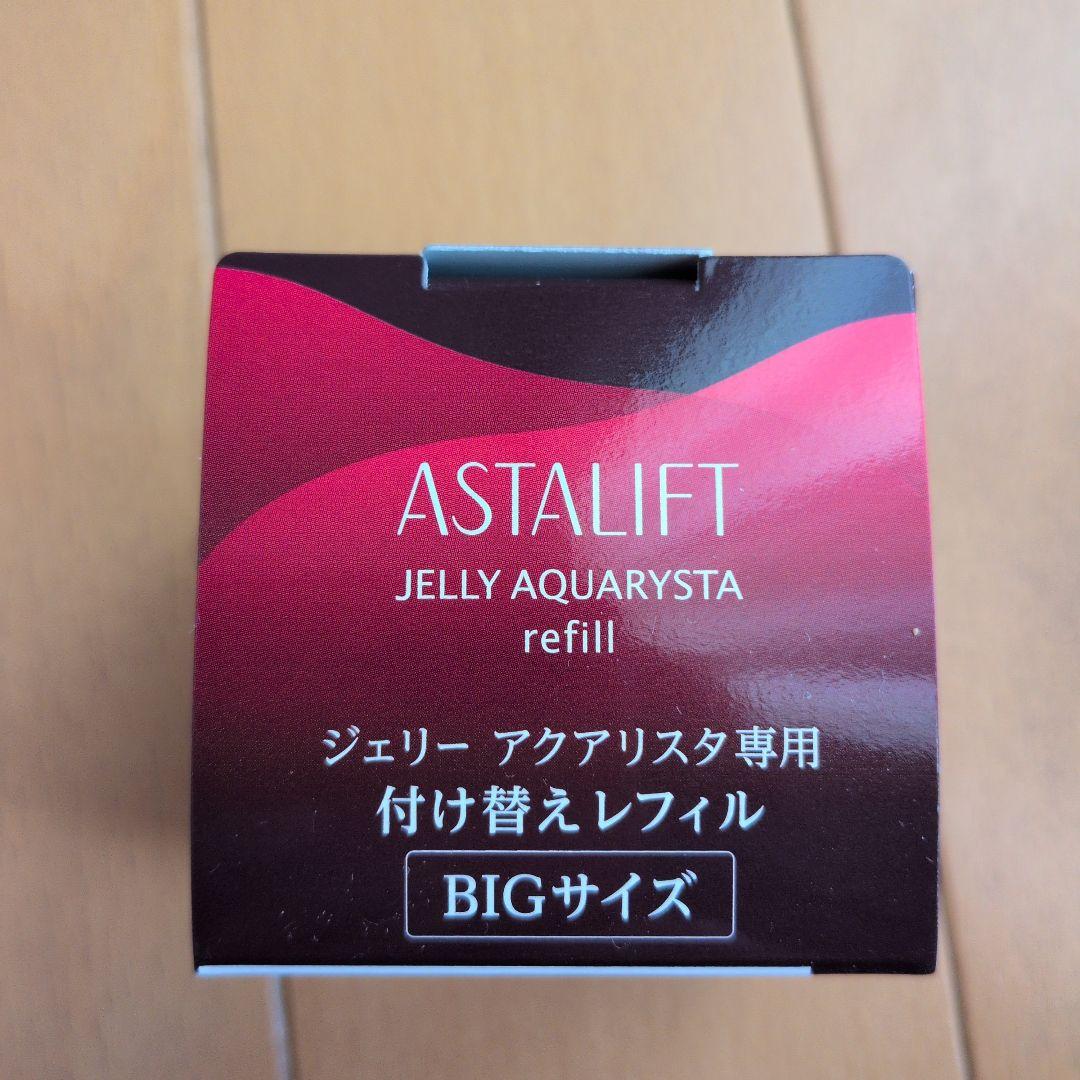 ASTALIFT
JELLY AQUARYSTA
refill
ジェリー アクアリスタ専用
付け替えレフィル
BIGサイズ